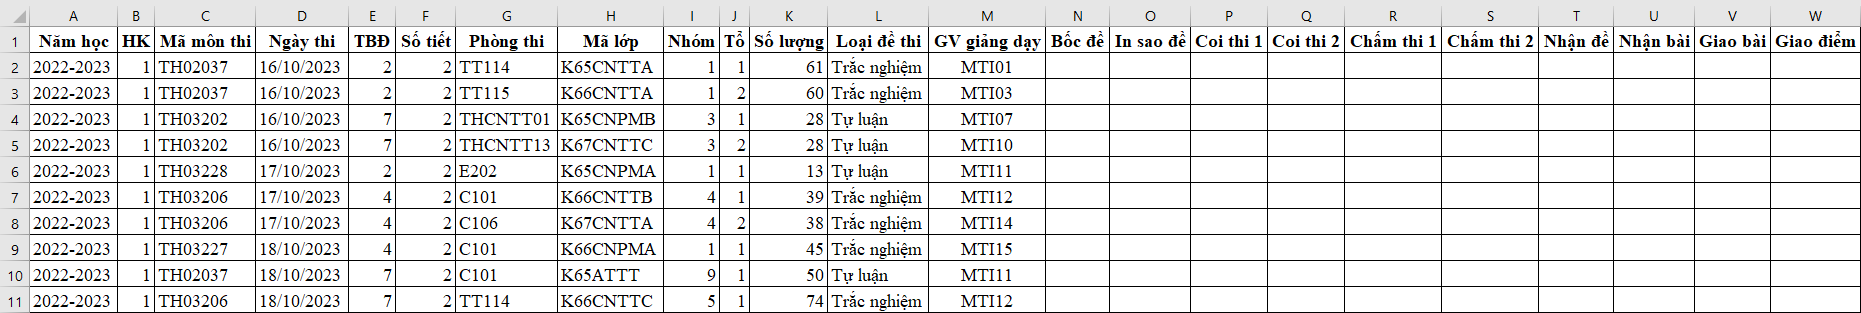 A B C D E F G H I J K L M N O P Q R S T U V W
1 Năm học HK Mã môn thi Ngày thi TBĐ Số tiết Phòng thi Mã lớp Nhóm Tổ Số lượng Loại đề thi GV giảng dạy Bốc đề In sao đề Coi thi 1 Coi thi 2 Chấm thi 1 Chấm thi 2 Nhận đề Nhận bài Giao bài Giao điểm
2 2022-2023 1 TH02037 16/10/2023 2 2 TT114 K65CNTTA 1 1 61 Trắc nghiệm MTI01
3 2022-2023 1 TH02037 16/10/2023 2 2 TT115 K66CNTTA 1 2 60 Trắc nghiệm MTI03
4 2022-2023 1 TH03202 16/10/2023 7 2 THCNTT01 K65CNPMB 3 1 28 Tự luận MTI07
5 2022-2023 1 TH03202 16/10/2023 7 2 THCNTT13 K67CNTTC 3 2 28 Tự luận MTI10
6 2022-2023 1 TH03228 17/10/2023 2 2 E202 K65CNPMA 1 1 13 Tự luận MTI11
7 2022-2023 1 TH03206 17/10/2023 4 2 C101 K66CNTTB 4 1 39 Trắc nghiệm MTI12
8 2022-2023 1 TH03206 17/10/2023 4 2 C106 K67CNTTA 4 2 38 Trắc nghiệm MTI14
9 2022-2023 1 TH03227 18/10/2023 4 2 C101 K66CNPMA 1 1 45 Trắc nghiệm MTI15
10 2022-2023 1 TH02037 18/10/2023 7 2 C101 K65ATTT 9 1 50 Tự luận MTI11
11 2022-2023 1 TH03206 18/10/2023 7 2 TT114 K66CNTTC 5 1 74 Trắc nghiệm MTI12